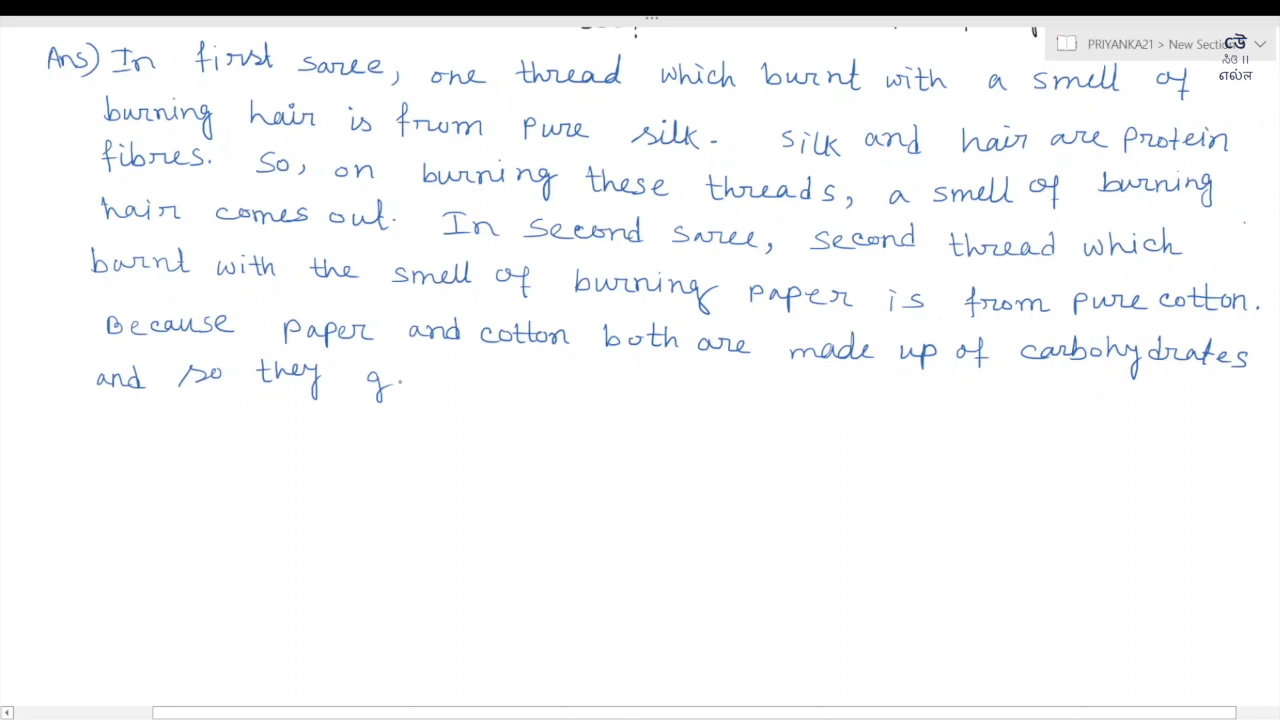 PRIYANKA21 > New Section
Ans) In first saree, one thread which burnt with a smell of
burning hair is from pure silk. Silk and hair are protein
fibres. So, on burning these threads, a smell of burning
hair comes out. In second saree, second thread which
burnt with the smell of burning paper is from pure cotton.
Because paper and cotton both are made up of carbohydrates
and so they g